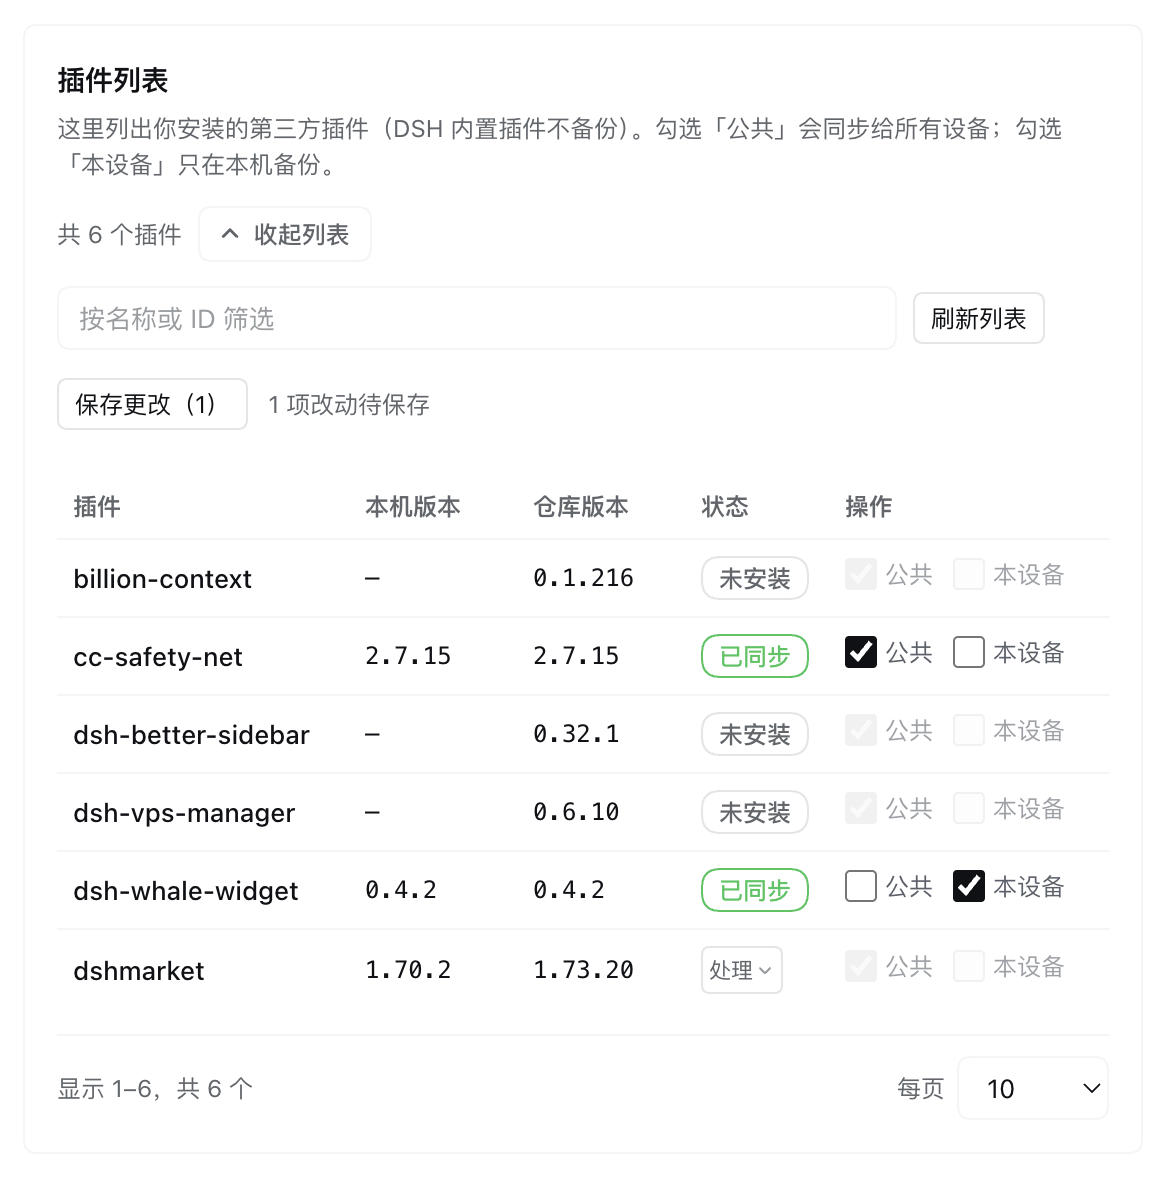 插件列表
这里列出你安装的第三方插件（DSH 内置插件不备份）。勾选「公共」会同步给所有设备；勾选
「本设备」只在本机备份。
共 6 个插件 收起列表
按名称或 ID 筛选 刷新列表
保存更改（1） 1 项改动待保存
插件 本机版本 仓库版本 状态 操作
billion-context – 0.1.216 未安装 公共 本设备
cc-safety-net 2.7.15 2.7.15 已同步 公共 本设备
dsh-better-sidebar – 0.32.1 未安装 公共 本设备
dsh-vps-manager – 0.6.10 未安装 公共 本设备
dsh-whale-widget 0.4.2 0.4.2 已同步 公共 本设备
dshmarket 1.70.2 1.73.20 处理 公共 本设备
显示 1–6，共 6 个 每页 10